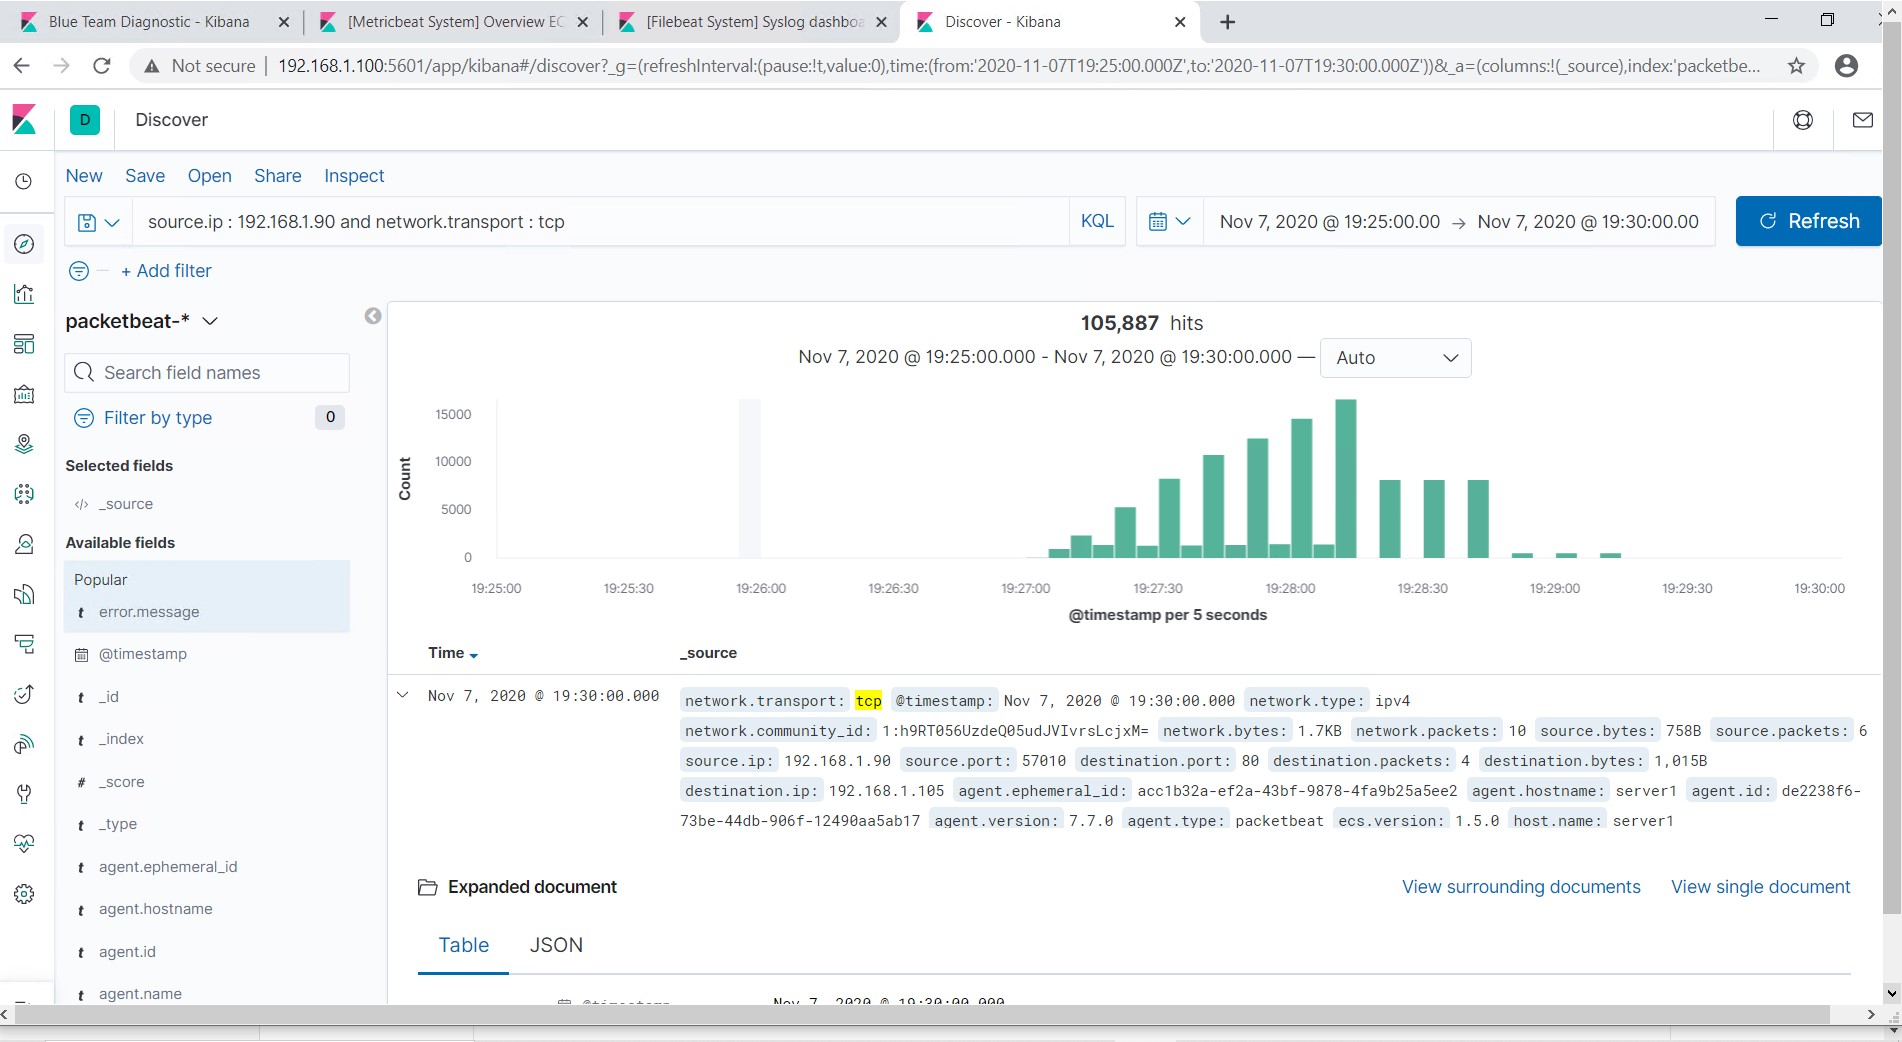 Blue Team Diagnostic - Kibana
[Metricbeat System] Overview EC
[Filebeat System] Syslog dashboa
Discover - Kibana
Not secure | 192.168.1.100:5601/app/kibana#/discover?_g=(refreshInterval:(pause:!t,value:0),time:(from:'2020-11-07T19:25:00.000Z',to:'2020-11-07T19:30:00.000Z'))&_a=(columns:!(_source),index:'packetbe...
D Discover
New Save Open Share Inspect
source.ip : 192.168.1.90 and network.transport : tcp KQL Nov 7, 2020 @ 19:25:00.00 → Nov 7, 2020 @ 19:30:00.00 Refresh
+ Add filter
packetbeat-*
Search field names
Filter by type 0
Selected fields
</> _source
Available fields
Popular
t error.message
@timestamp
t _id
t _index
# _score
t _type
t agent.ephemeral_id
t agent.hostname
t agent.id
t agent.name
105,887 hits
Nov 7, 2020 @ 19:25:00.000 - Nov 7, 2020 @ 19:30:00.000 — Auto
Count
15000
10000
5000
0
19:25:00 19:25:30 19:26:00 19:26:30 19:27:00 19:27:30 19:28:00 19:28:30 19:29:00 19:29:30 19:30:00
@timestamp per 5 seconds
Time _source
Nov 7, 2020 @ 19:30:00.000
network.transport: tcp @timestamp: Nov 7, 2020 @ 19:30:00.000 network.type: ipv4
network.community_id: 1:h9RT056UzdeQ05udJVIvrsLcjxM= network.bytes: 1.7KB network.packets: 10 source.bytes: 758B source.packets: 6
source.ip: 192.168.1.90 source.port: 57010 destination.port: 80 destination.packets: 4 destination.bytes: 1,015B
destination.ip: 192.168.1.105 agent.ephemeral_id: acc1b32a-ef2a-43bf-9878-4fa9b25a5ee2 agent.hostname: server1 agent.id: de2238f6-
73be-44db-906f-12490aa5ab17 agent.version: 7.7.0 agent.type: packetbeat ecs.version: 1.5.0 host.name: server1
Expanded document View surrounding documents View single document
Table JSON
@timestamp Nov 7, 2020 @ 19:30:00.000